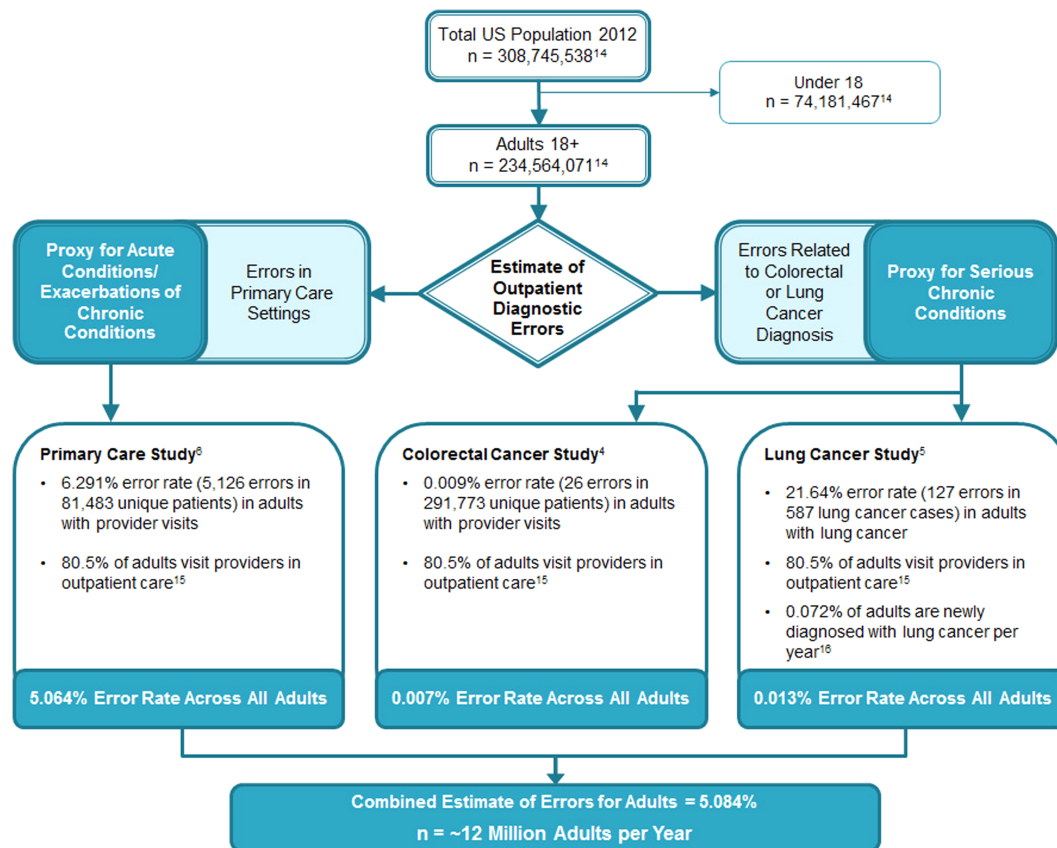 Total US Population 2012
n = 308,745,538¹⁴
Under 18
n = 74,181,467¹⁴
Adults 18+
n = 234,564,071¹⁴
Proxy for Acute
Conditions/
Exacerbations of
Chronic
Conditions
Errors in
Primary Care
Settings
Estimate of
Outpatient
Diagnostic
Errors
Errors Related
to Colorectal
or Lung
Cancer
Diagnosis
Proxy for Serious
Chronic
Conditions
Primary Care Study⁶
• 6.291% error rate (5,126 errors in
81,483 unique patients) in adults
with provider visits
• 80.5% of adults visit providers in
outpatient care¹⁵
5.064% Error Rate Across All Adults
Colorectal Cancer Study⁴
• 0.009% error rate (26 errors in
291,773 unique patients) in adults
with provider visits
• 80.5% of adults visit providers in
outpatient care¹⁵
0.007% Error Rate Across All Adults
Lung Cancer Study⁵
• 21.64% error rate (127 errors in
587 lung cancer cases) in adults
with lung cancer
• 80.5% of adults visit providers in
outpatient care¹⁵
• 0.072% of adults are newly
diagnosed with lung cancer per
year¹⁶
0.013% Error Rate Across All Adults
Combined Estimate of Errors for Adults = 5.084%
n = ~12 Million Adults per Year